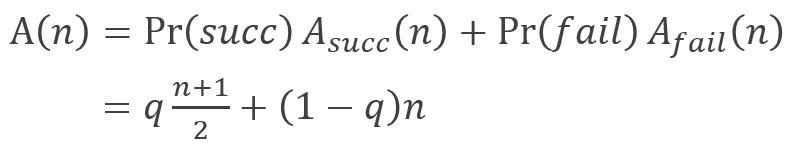 A(n) = Pr(succ) A_succ(n) + Pr(fail) A_fail(n)
= q (n+1)/2 + (1 − q)n